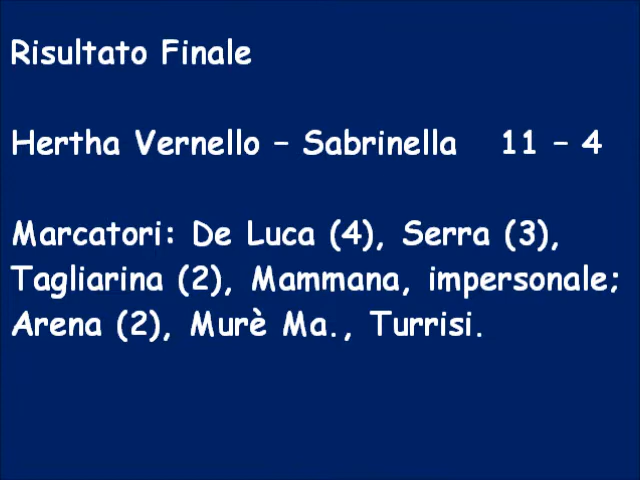 Risultato Finale
Hertha Vernello – Sabrinella 11 – 4
Marcatori: De Luca (4), Serra (3),
Tagliarina (2), Mammana, impersonale;
Arena (2), Murè Ma., Turrisi.